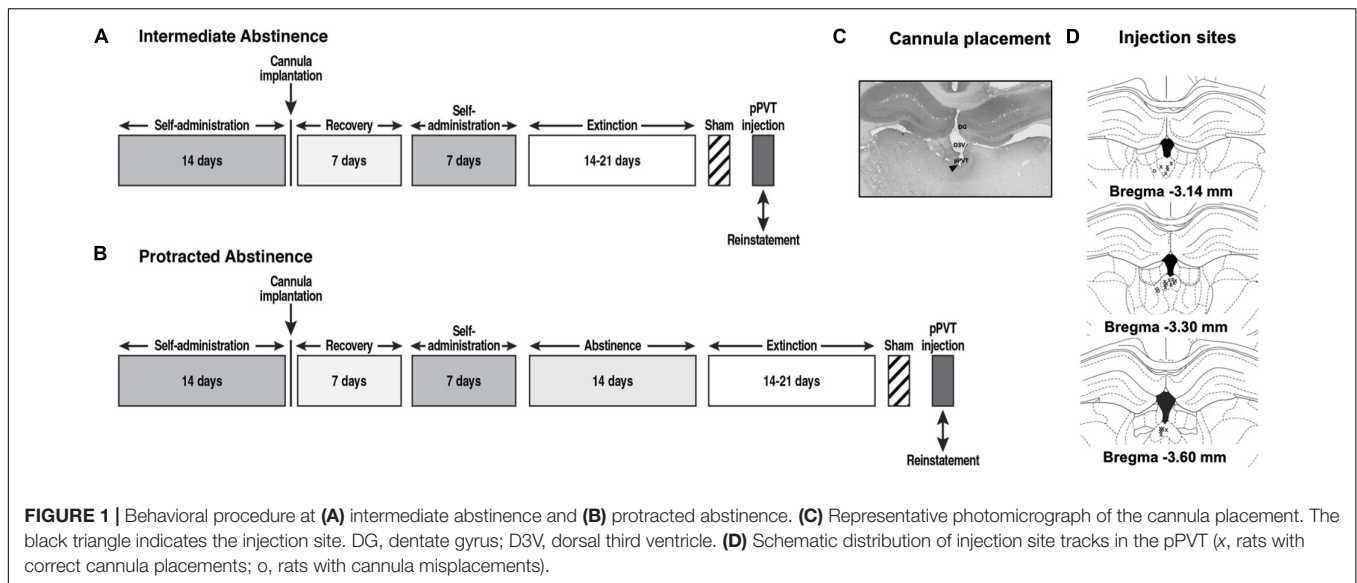 A Intermediate Abstinence
Cannula
implantation
Self-administration
Recovery
Self-
administration
Extinction
Sham
pPVT
injection
14 days
7 days
7 days
14-21 days
Reinstatement
B Protracted Abstinence
Cannula
implantation
Self-administration
Recovery
Self-
administration
Abstinence
Extinction
Sham
pPVT
injection
14 days
7 days
7 days
14 days
14-21 days
Reinstatement
C Cannula placement
DG
D3V
pPVT
D Injection sites
Bregma -3.14 mm
Bregma -3.30 mm
Bregma -3.60 mm
FIGURE 1 | Behavioral procedure at (A) intermediate abstinence and (B) protracted abstinence. (C) Representative photomicrograph of the cannula placement. The
black triangle indicates the injection site. DG, dentate gyrus; D3V, dorsal third ventricle. (D) Schematic distribution of injection site tracks in the pPVT (x, rats with
correct cannula placements; o, rats with cannula misplacements).